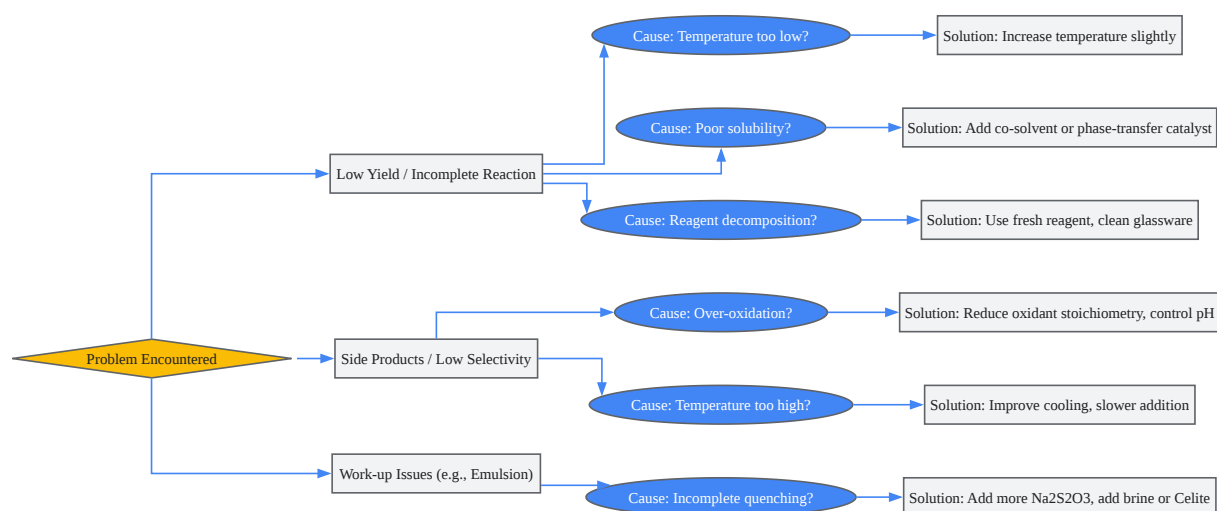 Cause: Temperature too low?
Solution: Increase temperature slightly
Cause: Poor solubility?
Solution: Add co-solvent or phase-transfer catalyst
Low Yield / Incomplete Reaction
Cause: Reagent decomposition?
Solution: Use fresh reagent, clean glassware
Cause: Over-oxidation?
Solution: Reduce oxidant stoichiometry, control pH
Problem Encountered
Side Products / Low Selectivity
Cause: Temperature too high?
Solution: Improve cooling, slower addition
Work-up Issues (e.g., Emulsion)
Cause: Incomplete quenching?
Solution: Add more Na2S2O3, add brine or Celite